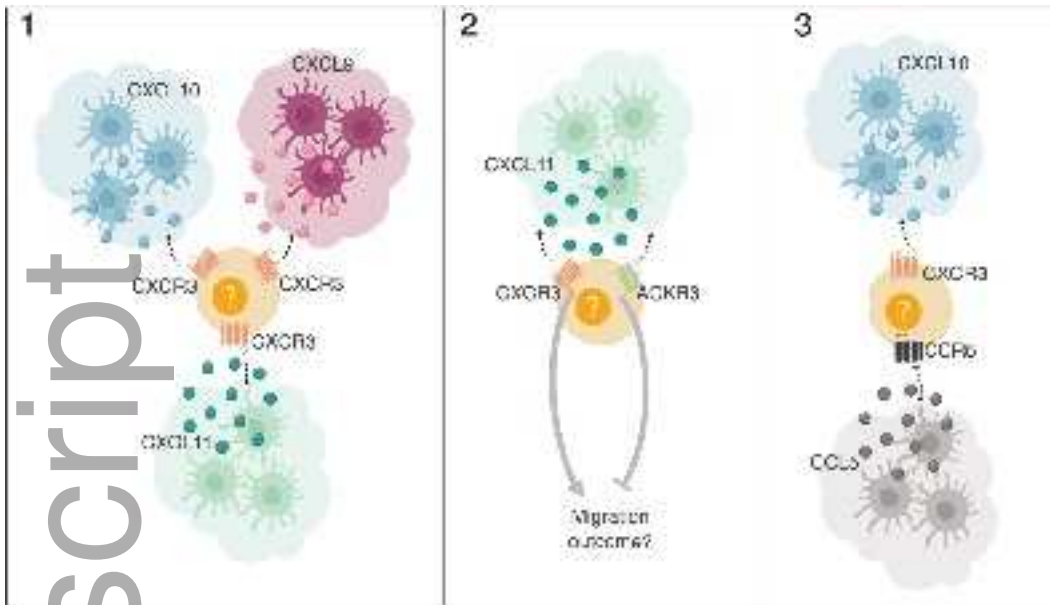 1
CXCL10
CXCL9
CXCR3
CXCR3
CXCR3
CXCL11
2
CXCL11
CXCR3
ACKR3
Migration
outcome?
3
CXCL10
CXCR3
CCR5
CCL5
script